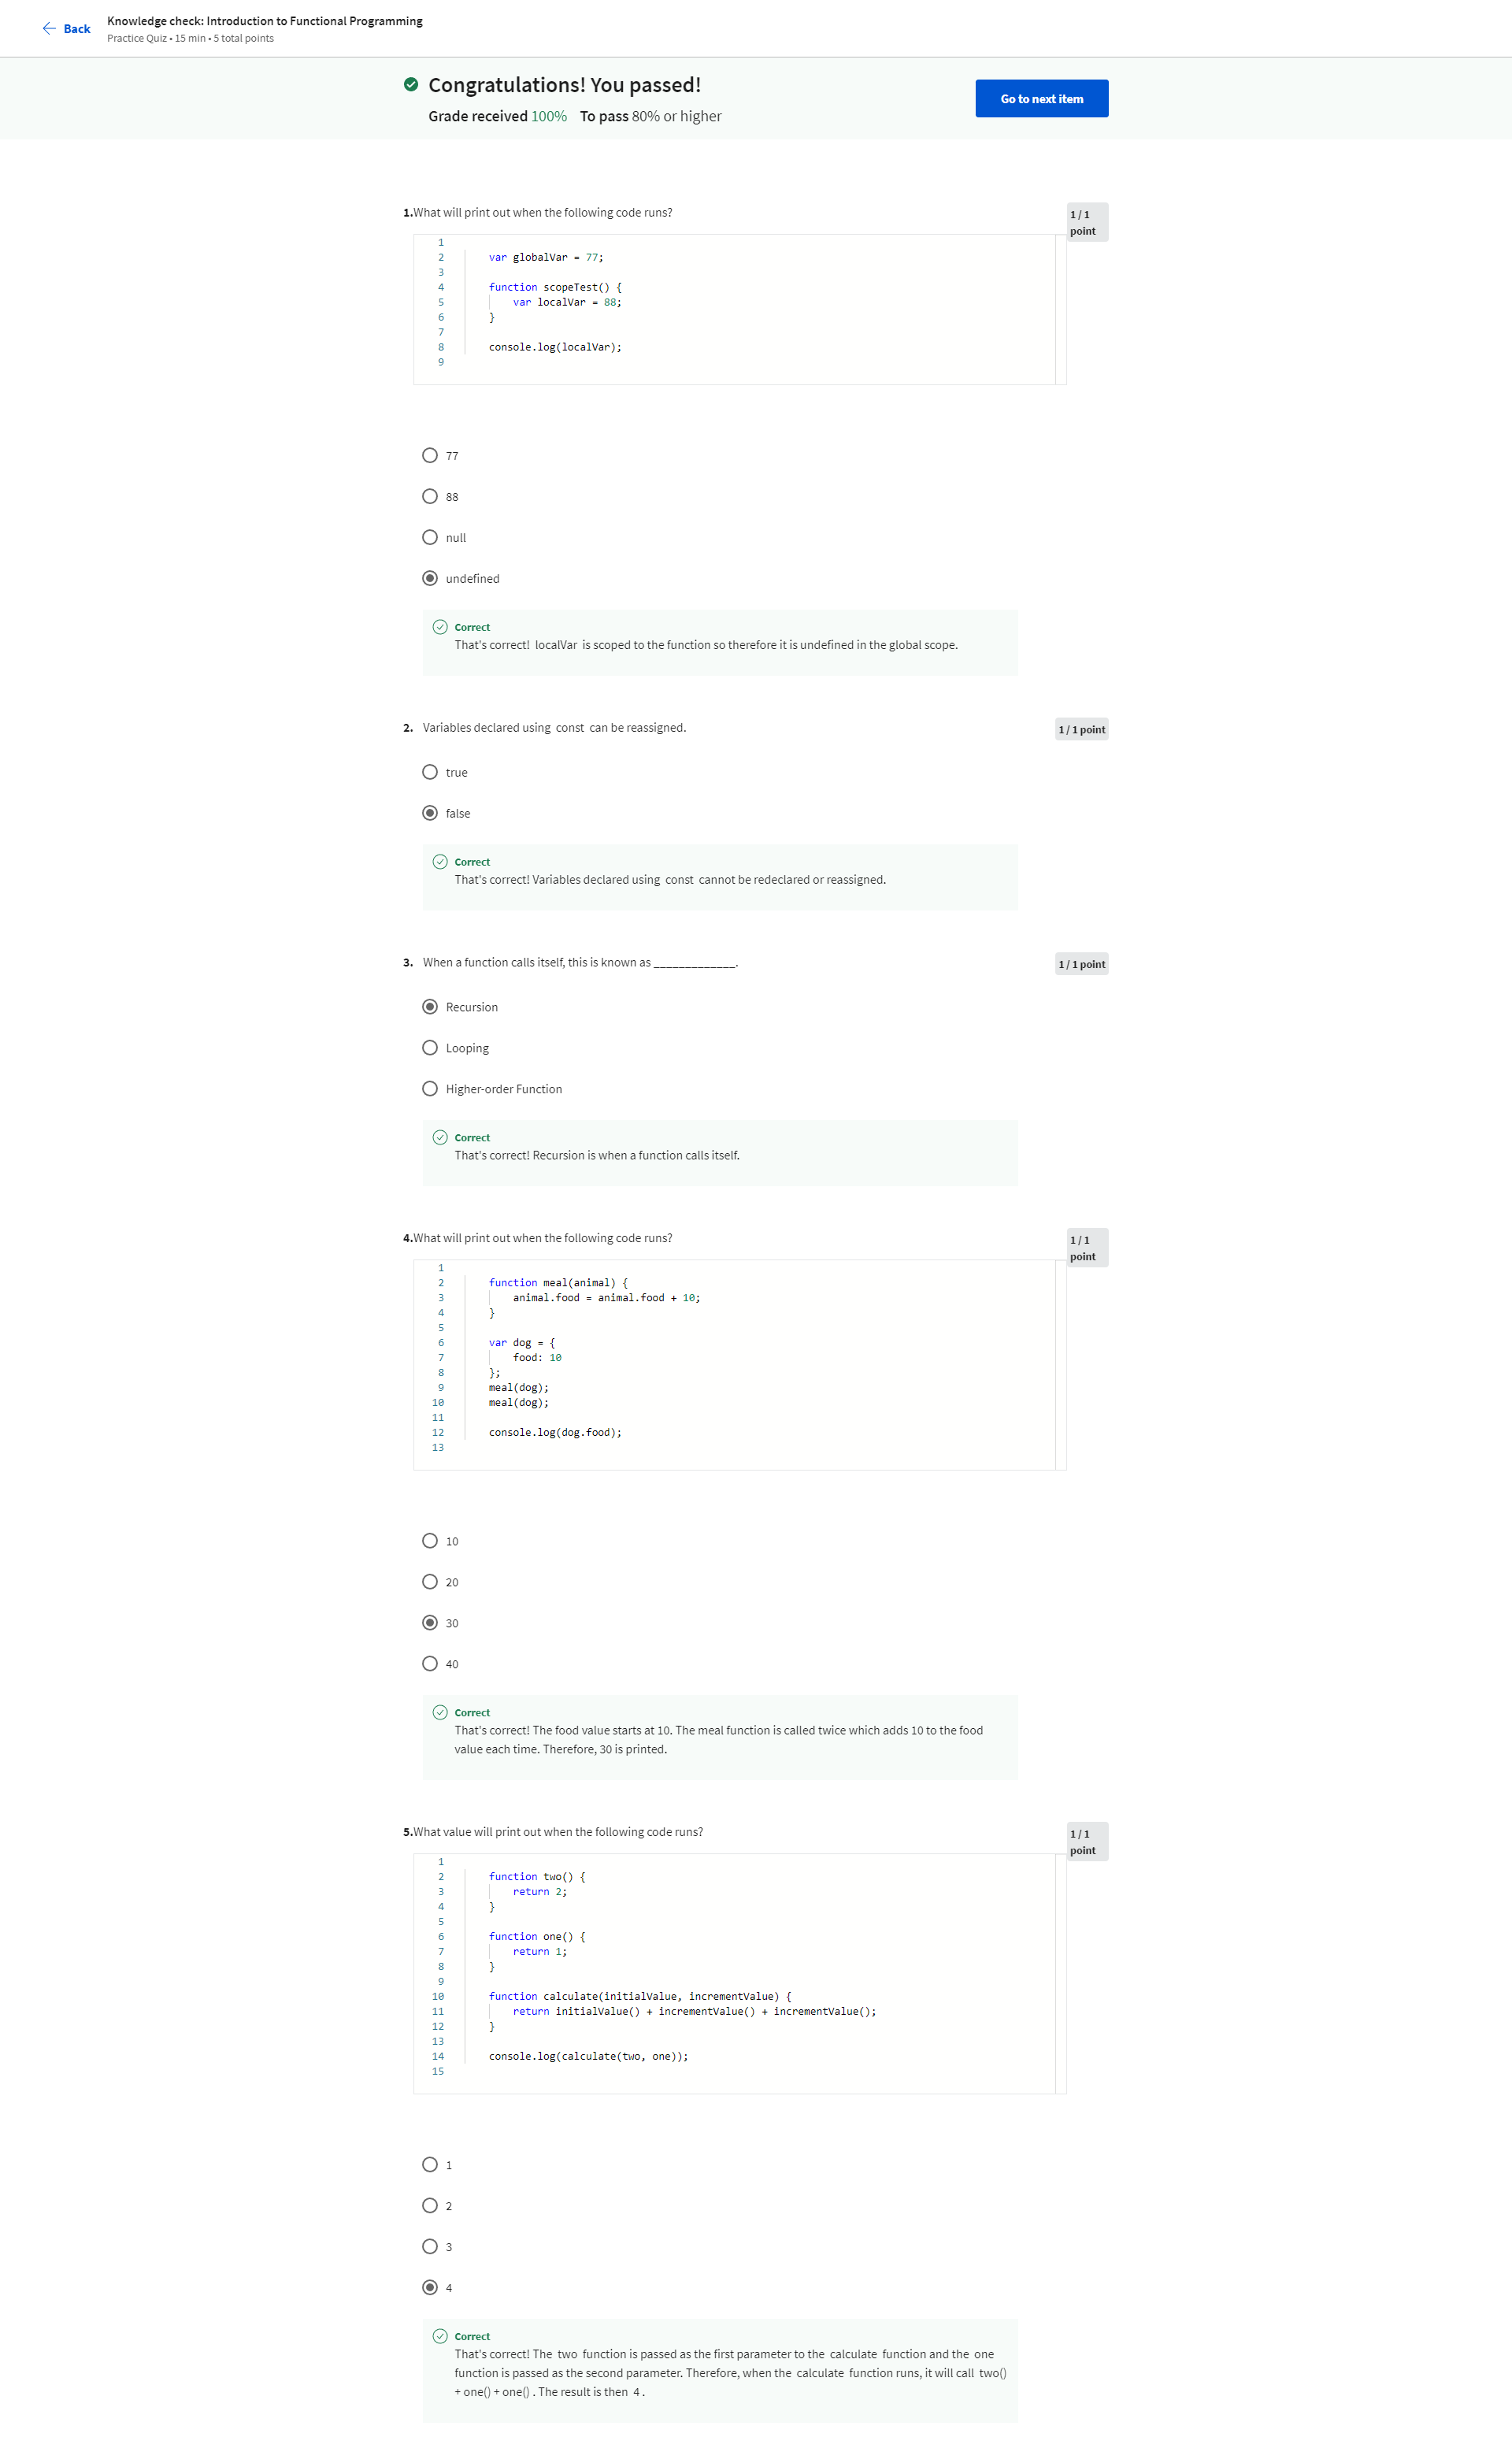 Back
Knowledge check: Introduction to Functional Programming
Practice Quiz • 15 min • 5 total points
Congratulations! You passed!
Grade received 100% To pass 80% or higher
Go to next item
1.What will print out when the following code runs?
1 / 1
point
1
2 var globalVar = 77;
3
4 function scopeTest() {
5 var localVar = 88;
6 }
7
8 console.log(localVar);
9
77
88
null
undefined
Correct
That's correct! localVar is scoped to the function so therefore it is undefined in the global scope.
2. Variables declared using const can be reassigned.
1 / 1 point
true
false
Correct
That's correct! Variables declared using const cannot be redeclared or reassigned.
3. When a function calls itself, this is known as _____________.
1 / 1 point
Recursion
Looping
Higher-order Function
Correct
That's correct! Recursion is when a function calls itself.
4.What will print out when the following code runs?
1 / 1
point
1
2 function meal(animal) {
3 animal.food = animal.food + 10;
4 }
5
6 var dog = {
7 food: 10
8 };
9 meal(dog);
10 meal(dog);
11
12 console.log(dog.food);
13
10
20
30
40
Correct
That's correct! The food value starts at 10. The meal function is called twice which adds 10 to the food
value each time. Therefore, 30 is printed.
5.What value will print out when the following code runs?
1 / 1
point
1
2 function two() {
3 return 2;
4 }
5
6 function one() {
7 return 1;
8 }
9
10 function calculate(initialValue, incrementValue) {
11 return initialValue() + incrementValue() + incrementValue();
12 }
13
14 console.log(calculate(two, one));
15
1
2
3
4
Correct
That's correct! The two function is passed as the first parameter to the calculate function and the one
function is passed as the second parameter. Therefore, when the calculate function runs, it will call two()
+ one() + one() . The result is then 4 .